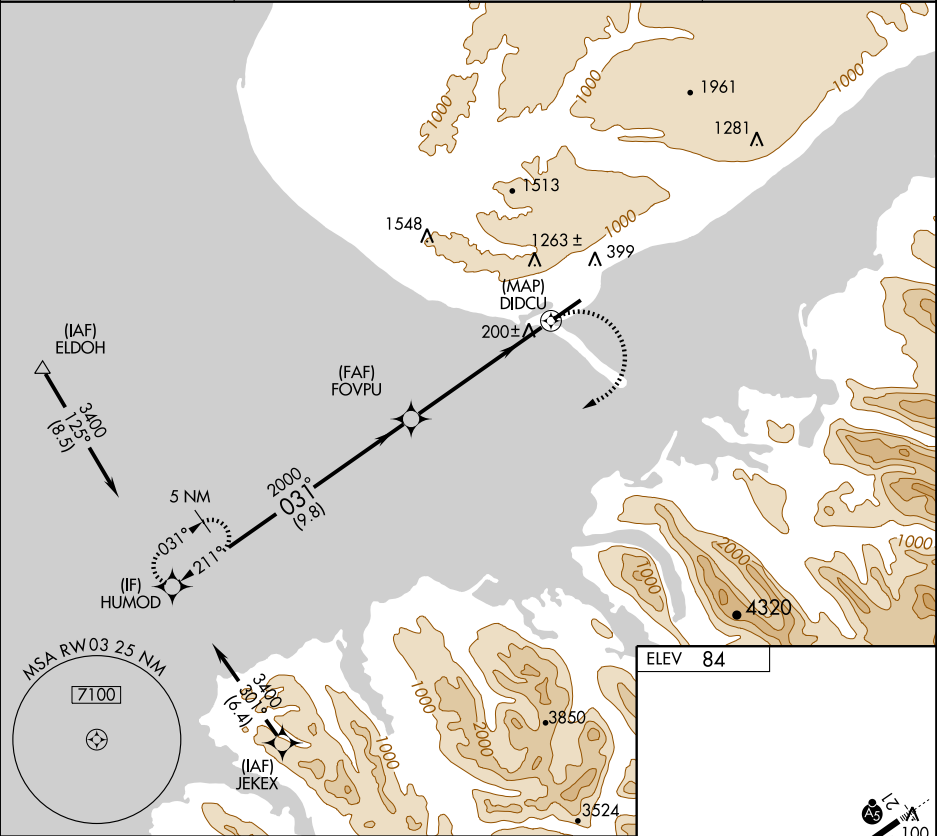 1000
1000
1000
1961
1281
1513
1548
1263 ±
1000
399
(MAP)
DIDCU
200±
(IAF)
ELDOH
(FAF)
FOVPU
3400
125°
(8.5)
2000
031°
(9.8)
5 NM
031°
211°
(IF)
HUMOD
2000
1000
1000
4320
MSA RW03 25 NM
7100
3400
301°
(6.4)
(IAF)
JEKEX
1000
1000
2000
3850
3524
ELEV 84
A5
21
100